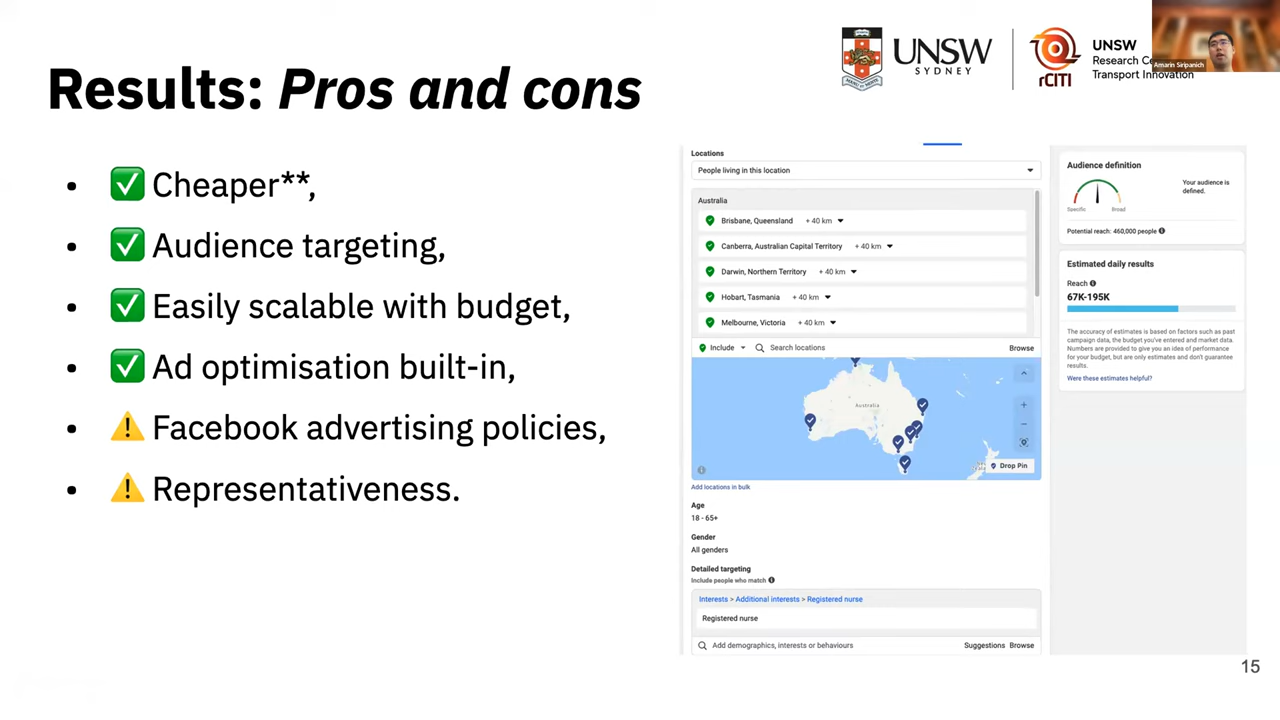 Results: Pros and cons
UNSW
SYDNEY
rCITI
UNSW
Research
Transport Innovation
Amarin Siripanich
• ✅ Cheaper**,
• ✅ Audience targeting,
• ✅ Easily scalable with budget,
• ✅ Ad optimisation built-in,
• ⚠️ Facebook advertising policies,
• ⚠️ Representativeness.
Locations
People living in this location
Australia
Brisbane, Queensland + 40 km
Canberra, Australian Capital Territory + 40 km
Darwin, Northern Territory + 40 km
Hobart, Tasmania + 40 km
Melbourne, Victoria + 40 km
Include Search locations Browse
Australia
Drop Pin
Add locations in bulk
Age
18 - 65+
Gender
All genders
Detailed targeting
Include people who match
Interests > Additional interests > Registered nurse
Registered nurse
Add demographics, interests or behaviours Suggestions Browse
Audience definition
Your audience is
defined.
Specific Broad
Potential reach: 460,000 people
Estimated daily results
Reach
67K-195K
The accuracy of estimates is based on factors such as past
campaign data, the budget you've entered and market data.
Numbers are provided to give you an idea of performance
for your budget, but are only estimates and don't guarantee
results.
Were these estimates helpful?
15